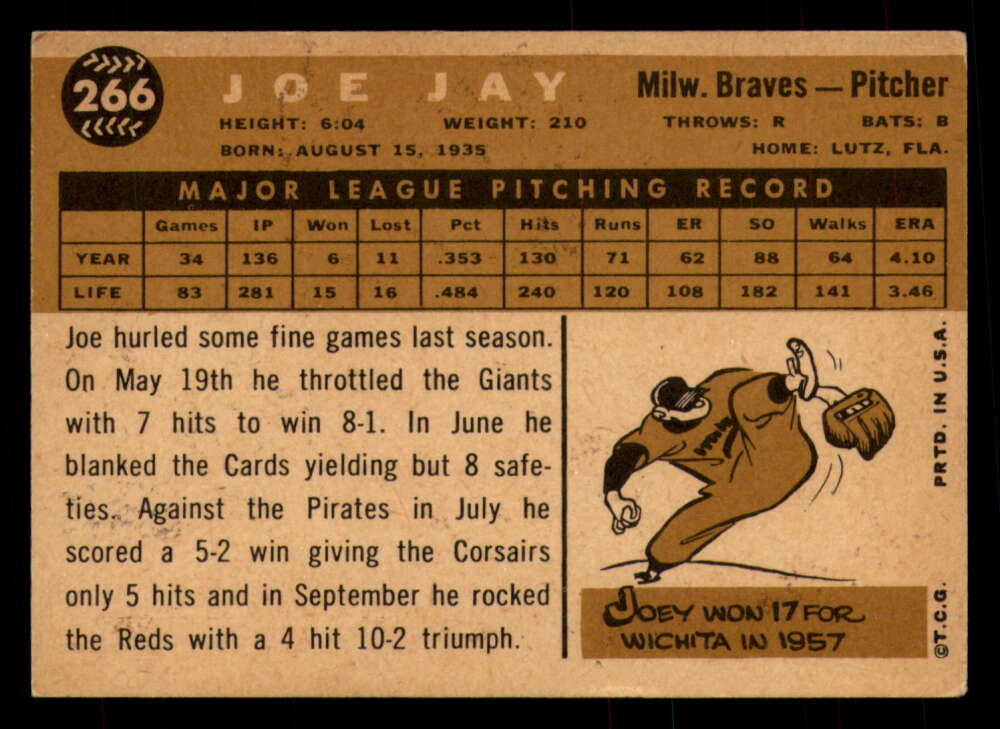 266
JOE JAY
Milw. Braves — Pitcher
HEIGHT: 6:04 WEIGHT: 210 THROWS: R BATS: B
BORN: AUGUST 15, 1935 HOME: LUTZ, FLA.
MAJOR LEAGUE PITCHING RECORD
Games IP Won Lost Pct Hits Runs ER SO Walks ERA
YEAR 34 136 6 11 .353 130 71 62 88 64 4.10
LIFE 83 281 15 16 .484 240 120 108 182 141 3.46
Joe hurled some fine games last season.
On May 19th he throttled the Giants
with 7 hits to win 8-1. In June he
blanked the Cards yielding but 8 safe-
ties. Against the Pirates in July he
scored a 5-2 win giving the Corsairs
only 5 hits and in September he rocked
the Reds with a 4 hit 10-2 triumph.
JOEY WON 17 FOR
WICHITA IN 1957
PRTD. IN U.S.A.
©T.C.G.